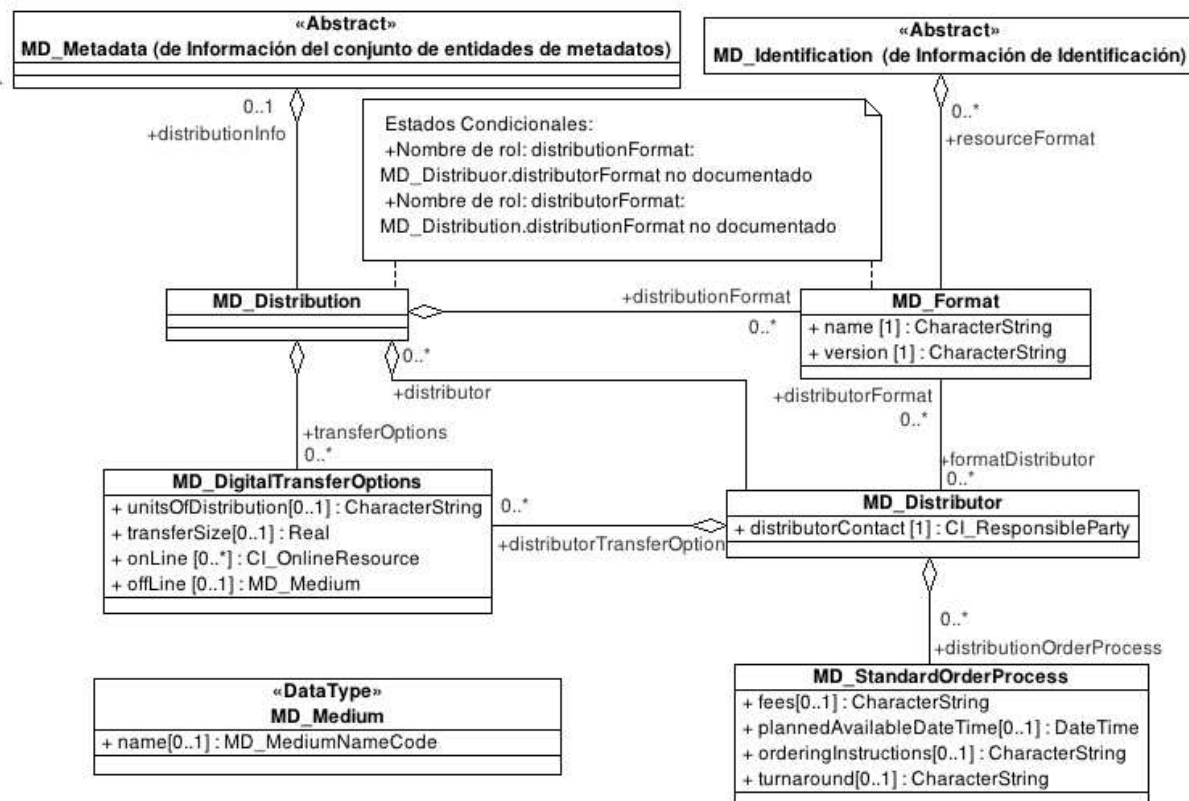 «Abstract»
MD_Metadata (de Información del conjunto de entidades de metadatos)
«Abstract»
MD_Identification (de Información de Identificación)
0..1
+distributionInfo
Estados Condicionales:
+Nombre de rol: distributionFormat:
MD_Distribuor.distributorFormat no documentado
+Nombre de rol: distributorFormat:
MD_Distribution.distributionFormat no documentado
0..*
+resourceFormat
MD_Distribution
+distributionFormat
0..*
MD_Format
+ name [1] : CharacterString
+ version [1] : CharacterString
0..*
+distributor
+distributorFormat
0..*
+transferOptions
0..*
+formatDistributor
0..*
MD_DigitalTransferOptions
+ unitsOfDistribution[0..1] : CharacterString
+ transferSize[0..1] : Real
+ onLine [0..*] : CI_OnlineResource
+ offLine [0..1] : MD_Medium
0..*
+distributorTransferOption
MD_Distributor
+ distributorContact [1] : CI_ResponsibleParty
0..*
+distributionOrderProcess
«DataType»
MD_Medium
+ name[0..1] : MD_MediumNameCode
MD_StandardOrderProcess
+ fees[0..1] : CharacterString
+ plannedAvailableDateTime[0..1] : DateTime
+ orderingInstructions[0..1] : CharacterString
+ turnaround[0..1] : CharacterString